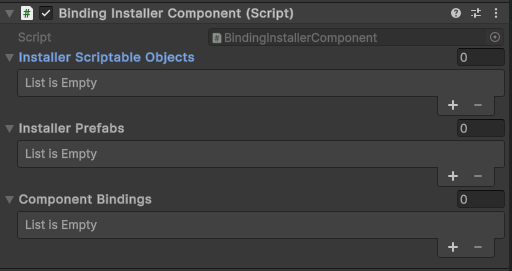 Binding Installer Component (Script)
Script BindingInstallerComponent
Installer Scriptable Objects 0
List is Empty
+ −
Installer Prefabs 0
List is Empty
+ −
Component Bindings 0
List is Empty
+ −